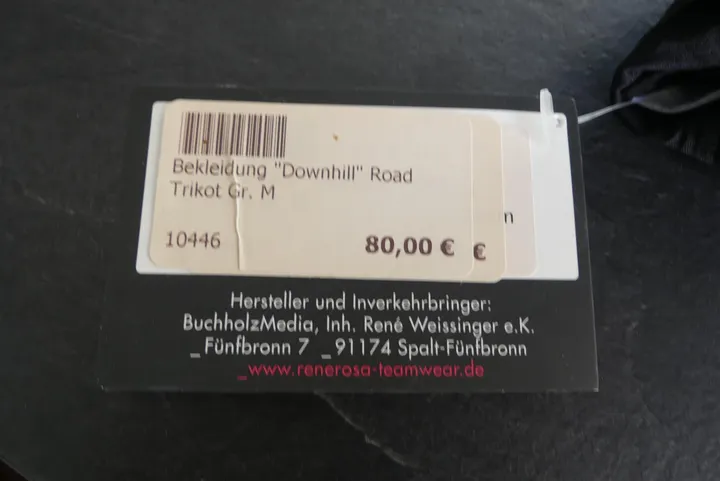 Bekleidung "Downhill" Road
Trikot Gr. M
10446
80,00 €
€
n
Hersteller und Inverkehrbringer:
BuchholzMedia, Inh. René Weissinger e.K.
_Fünfbronn 7 _91174 Spalt-Fünfbronn
_www.renerosa-teamwear.de